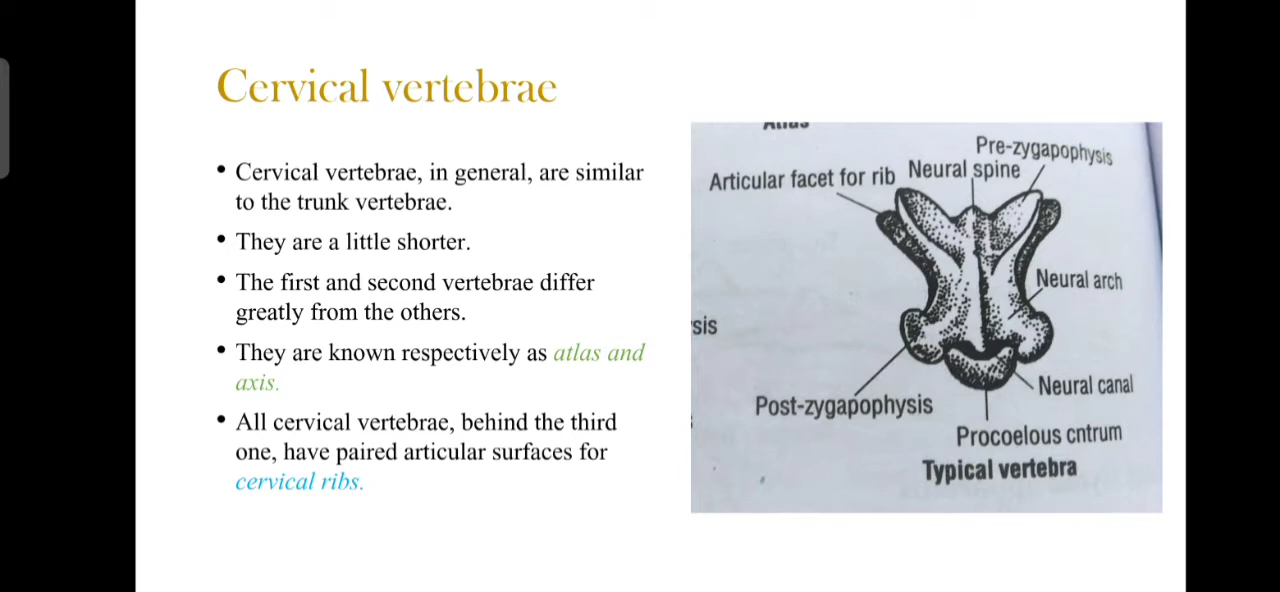 Cervical vertebrae
• Cervical vertebrae, in general, are similar
to the trunk vertebrae.
• They are a little shorter.
• The first and second vertebrae differ
greatly from the others.
• They are known respectively as atlas and
axis.
• All cervical vertebrae, behind the third
one, have paired articular surfaces for
cervical ribs.
Atlas
Pre-zygapophysis
Articular facet for rib
Neural spine
Neural arch
sis
Neural canal
Post-zygapophysis
Procoelous cntrum
Typical vertebra